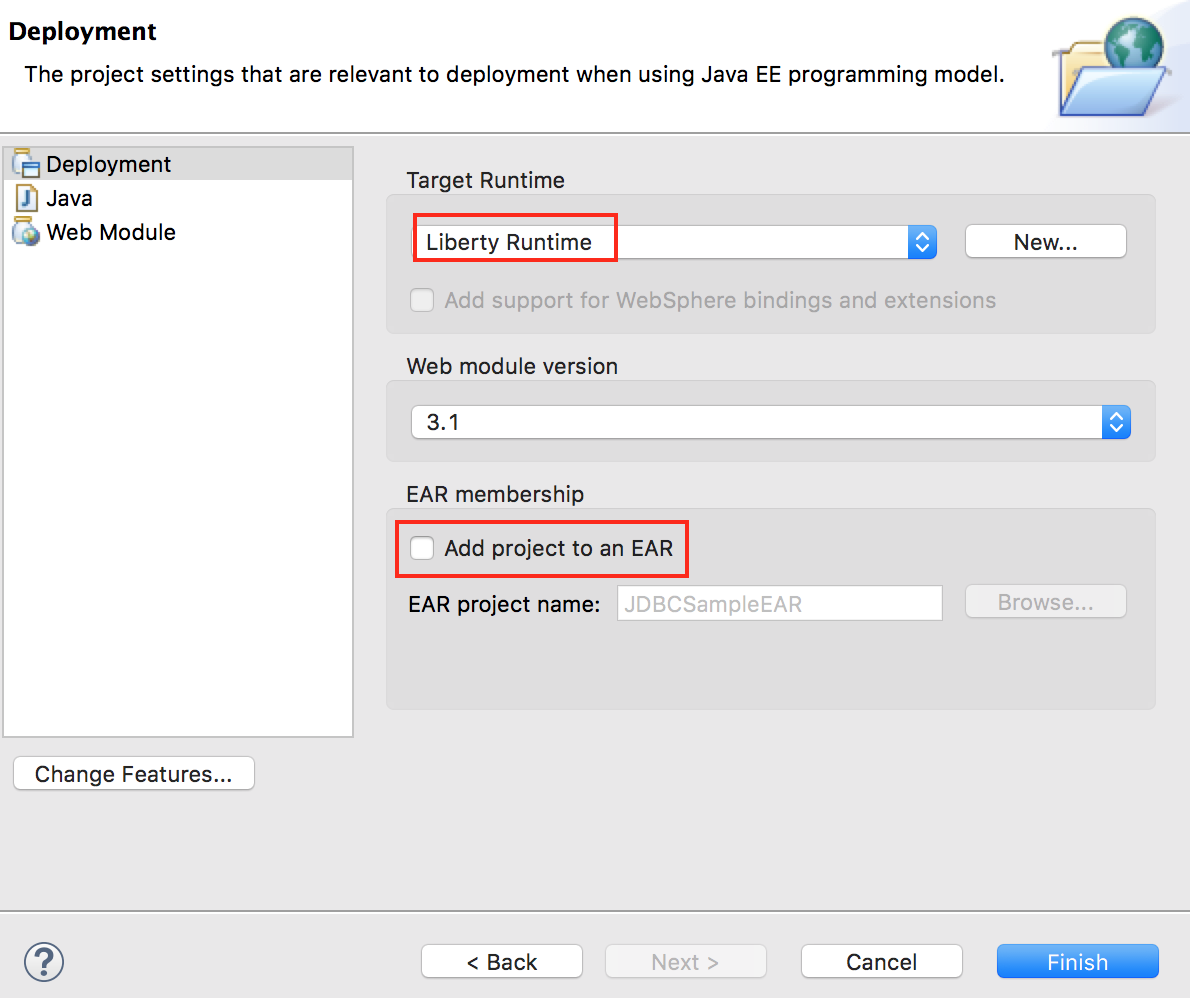 Deployment
The project settings that are relevant to deployment when using Java EE programming model.
Deployment
Java
Web Module
Change Features...
Target Runtime
Liberty Runtime
New...
Add support for WebSphere bindings and extensions
Web module version
3.1
EAR membership
Add project to an EAR
EAR project name: JDBCSampleEAR Browse...
? < Back Next > Cancel Finish